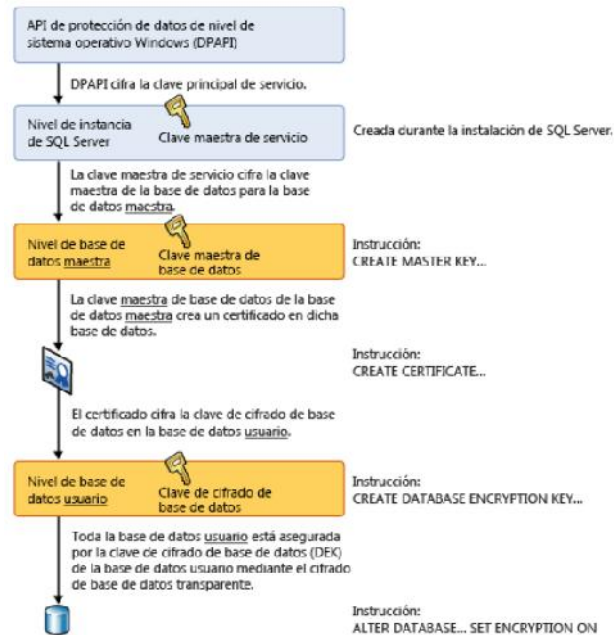 API de protección de datos de nivel de
sistema operativo Windows (DPAPI)
DPAPI cifra la clave principal de servicio.
Nivel de instancia
de SQL Server
Clave maestra de servicio
Creada durante la instalación de SQL Server.
La clave maestra de servicio cifra la clave
maestra de la base de datos para la base
de datos maestra.
Nivel de base de
datos maestra
Clave maestra de
base de datos
Instrucción:
CREATE MASTER KEY...
La clave maestra de base de datos de la base
de datos maestra crea un certificado en dicha
base de datos.
Instrucción:
CREATE CERTIFICATE...
El certificado cifra la clave de cifrado de base
de datos en la base de datos usuario.
Nivel de base de
datos usuario
Clave de cifrado de
base de datos
Instrucción:
CREATE DATABASE ENCRYPTION KEY...
Toda la base de datos usuario está asegurada
por la clave de cifrado de base de datos (DEK)
de la base de datos usuario mediante el cifrado
de base de datos transparente.
Instrucción:
ALTER DATABASE... SET ENCRYPTION ON